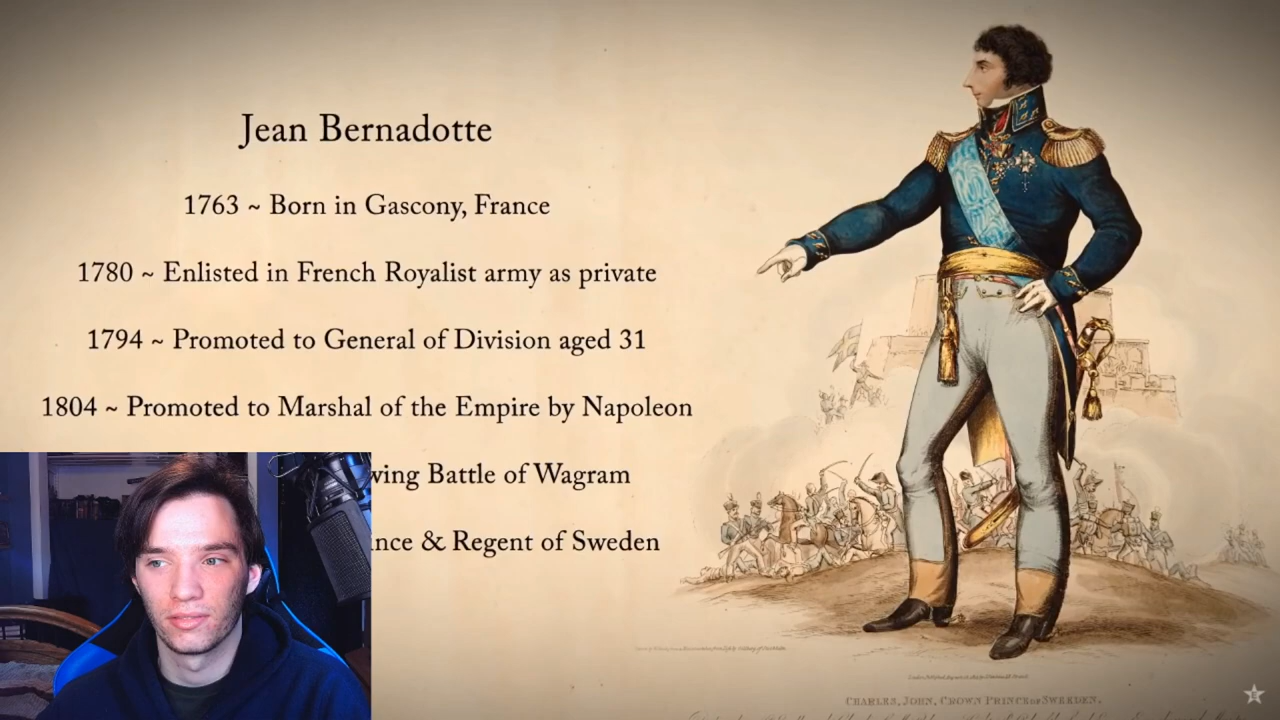 Jean Bernadotte
1763 ~ Born in Gascony, France
1780 ~ Enlisted in French Royalist army as private
1794 ~ Promoted to General of Division aged 31
1804 ~ Promoted to Marshal of the Empire by Napoleon
wing Battle of Wagram
ince & Regent of Sweden
CHARLES, JOHN, CROWN PRINCE OF SWEDEN.